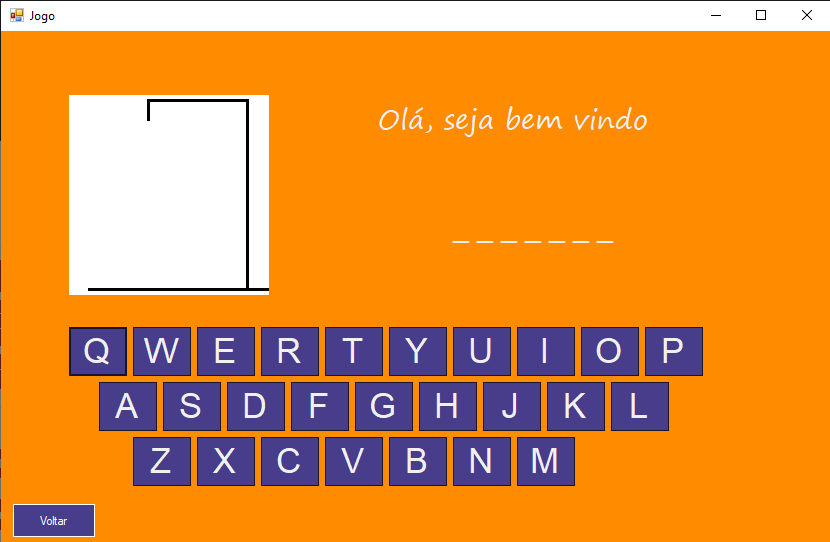 Jogo
Olá, seja bem vindo
_ _ _ _ _ _ _
Q W E R T Y U I O P
A S D F G H J K L
Z X C V B N M
Voltar